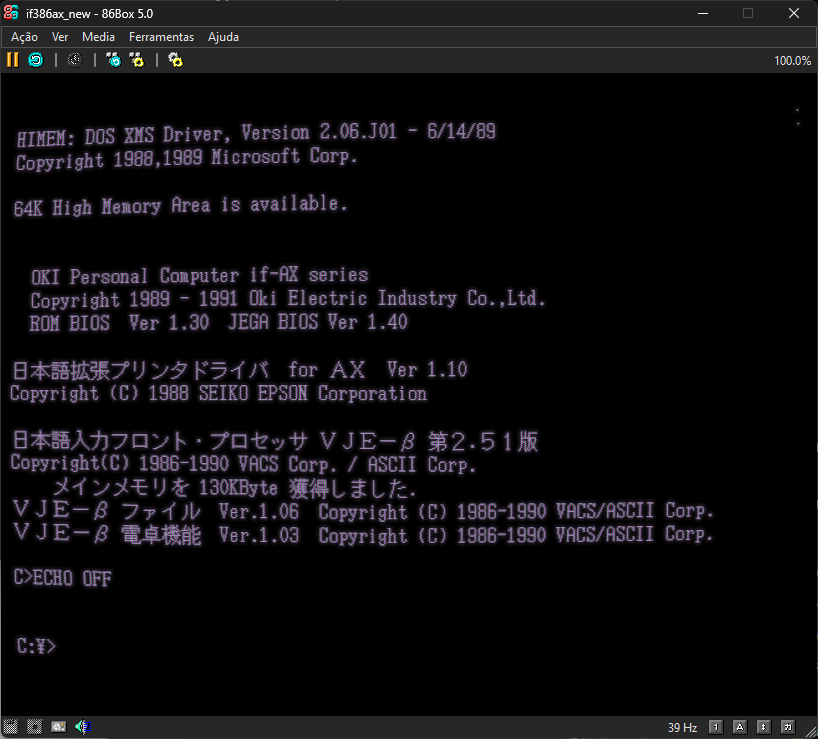 if386ax_new - 86Box 5.0
Ação Ver Media Ferramentas Ajuda
100.0%
HIMEM: DOS XMS Driver, Version 2.06.J01 - 6/14/89
Copyright 1988,1989 Microsoft Corp.
64K High Memory Area is available.
OKI Personal Computer if-AX series
Copyright 1989 - 1991 Oki Electric Industry Co.,Ltd.
ROM BIOS Ver 1.30 JEGA BIOS Ver 1.40
日本語拡張プリンタドライバ for ＡＸ Ver 1.10
Copyright (C) 1988 SEIKO EPSON Corporation
日本語入力フロント・プロセッサ ＶＪＥ－β 第２.５１版
Copyright(C) 1986-1990 VACS Corp. / ASCII Corp.
メインメモリを 130KByte 獲得しました.
ＶＪＥ－β ファイル Ver.1.06 Copyright (C) 1986-1990 VACS/ASCII Corp.
ＶＪＥ－β 電卓機能 Ver.1.03 Copyright (C) 1986-1990 VACS/ASCII Corp.
C>ECHO OFF
C:¥>
39 Hz 1 A